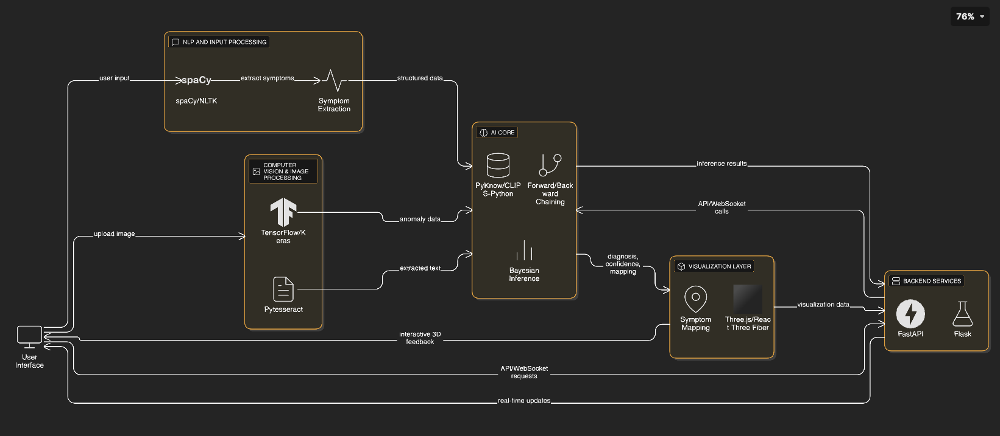 76%
NLP AND INPUT PROCESSING
user input
spaCy
extract symptoms
structured data
spaCy/NLTK
Symptom
Extraction
AI CORE
COMPUTER
VISION & IMAGE
PROCESSING
PyKnow/CLIP
S-Python
Forward/Back
ward
Chaining
inference results
API/WebSocket
calls
anomaly data
TensorFlow/K
eras
upload image
extracted text
Bayesian
Inference
diagnosis,
confidence,
mapping
VISUALIZATION LAYER
BACKEND SERVICES
Pytesseract
Symptom
Mapping
Three.js/Reac
t Three Fiber
visualization data
FastAPI
Flask
interactive 3D
feedback
User
Interface
API/WebSocket
requests
real-time updates